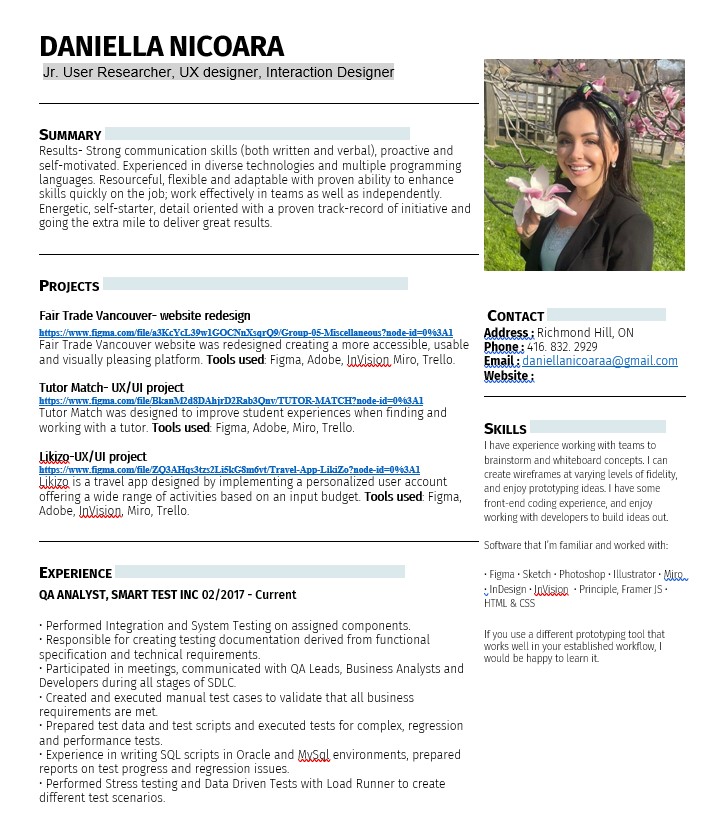 DANIELLA NICOARA
Jr. User Researcher, UX designer, Interaction Designer
SUMMARY
Results- Strong communication skills (both written and verbal), proactive and
self-motivated. Experienced in diverse technologies and multiple programming
languages. Resourceful, flexible and adaptable with proven ability to enhance
skills quickly on the job; work effectively in teams as well as independently.
Energetic, self-starter, detail oriented with a proven track-record of initiative and
going the extra mile to deliver great results.
PROJECTS
Fair Trade Vancouver- website redesign
https://www.figma.com/file/a3KcYcL39w1GOCNnXsqrQ9/Group-05-Miscellaneous?node-id=0%3A1
Fair Trade Vancouver website was redesigned creating a more accessible, usable
and visually pleasing platform. Tools used: Figma, Adobe, InVision Miro, Trello.
Tutor Match- UX/UI project
https://www.figma.com/file/BkanM2d8DAhjrD2Rab3Qnv/TUTOR-MATCH?node-id=0%3A1
Tutor Match was designed to improve student experiences when finding and
working with a tutor. Tools used: Figma, Adobe, Miro, Trello.
Likizo-UX/UI project
https://www.figma.com/file/ZQ3AHqs3tzs2Li5kG8m6vt/Travel-App-LikiZo?node-id=0%3A1
Likizo is a travel app designed by implementing a personalized user account
offering a wide range of activities based on an input budget. Tools used: Figma,
Adobe, InVision, Miro, Trello.
EXPERIENCE
QA ANALYST, SMART TEST INC 02/2017 - Current
• Performed Integration and System Testing on assigned components.
• Responsible for creating testing documentation derived from functional
specification and technical requirements.
• Participated in meetings, communicated with QA Leads, Business Analysts and
Developers during all stages of SDLC.
• Created and executed manual test cases to validate that all business
requirements are met.
• Prepared test data and test scripts and executed tests for complex, regression
and performance tests.
• Experience in writing SQL scripts in Oracle and MySql environments, prepared
reports on test progress and regression issues.
• Performed Stress testing and Data Driven Tests with Load Runner to create
different test scenarios.
CONTACT
Address : Richmond Hill, ON
Phone : 416. 832. 2929
Email : daniellanicoaraa@gmail.com
Website :
SKILLS
I have experience working with teams to
brainstorm and whiteboard concepts. I can
create wireframes at varying levels of fidelity,
and enjoy prototyping ideas. I have some
front-end coding experience, and enjoy
working with developers to build ideas out.
Software that I'm familiar and worked with:
• Figma • Sketch • Photoshop • Illustrator • Miro
• InDesign • InVision • Principle, Framer JS •
HTML & CSS
If you use a different prototyping tool that
works well in your established workflow, I
would be happy to learn it.